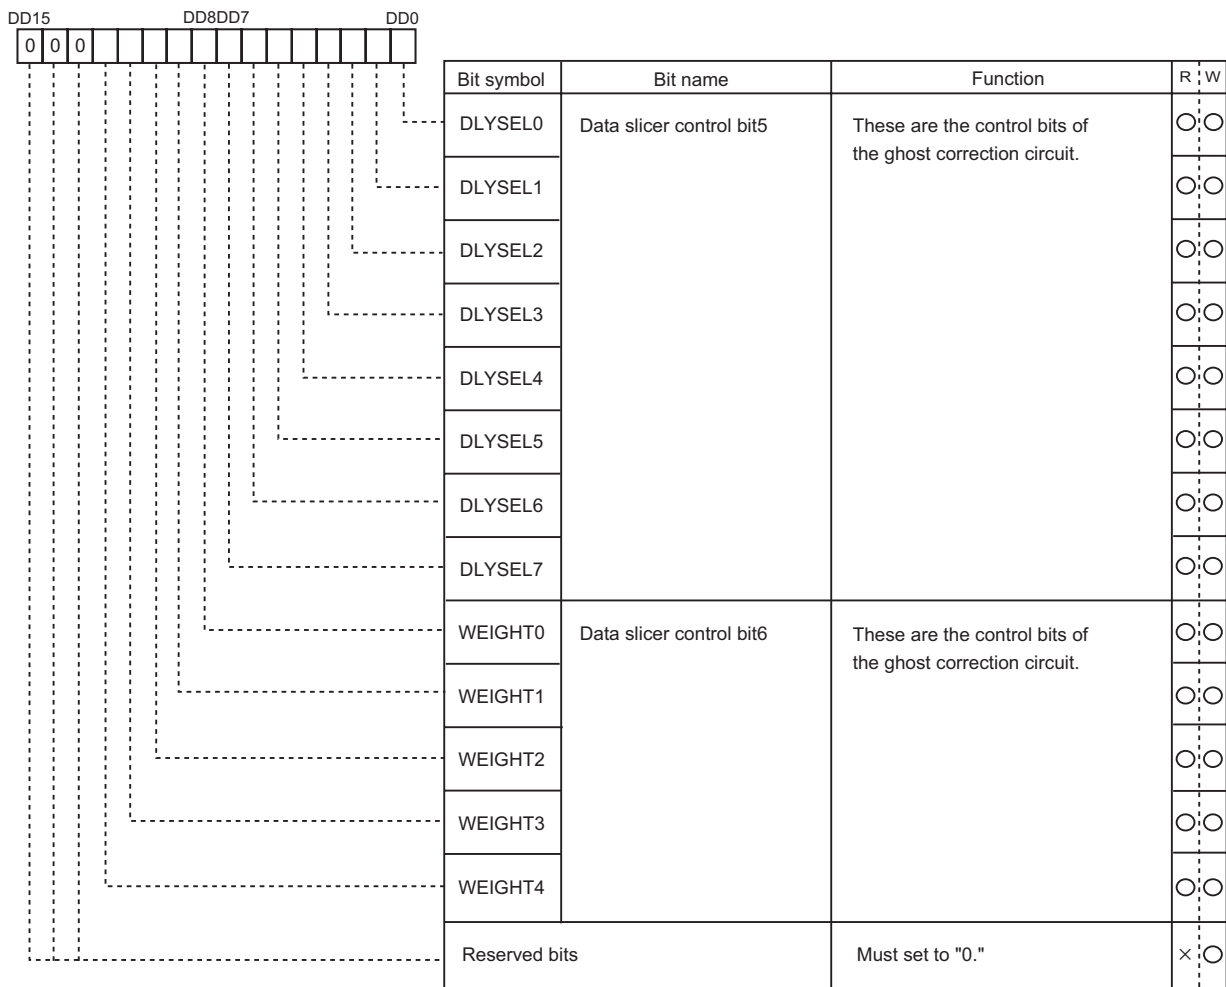 DD15 DD8DD7 DD0
0 0 0
Bit symbol Bit name Function R W
DLYSEL0 Data slicer control bit5 These are the control bits of
the ghost correction circuit.
DLYSEL1
DLYSEL2
DLYSEL3
DLYSEL4
DLYSEL5
DLYSEL6
DLYSEL7
WEIGHT0 Data slicer control bit6 These are the control bits of
the ghost correction circuit.
WEIGHT1
WEIGHT2
WEIGHT3
WEIGHT4
Reserved bits Must set to "0." ×